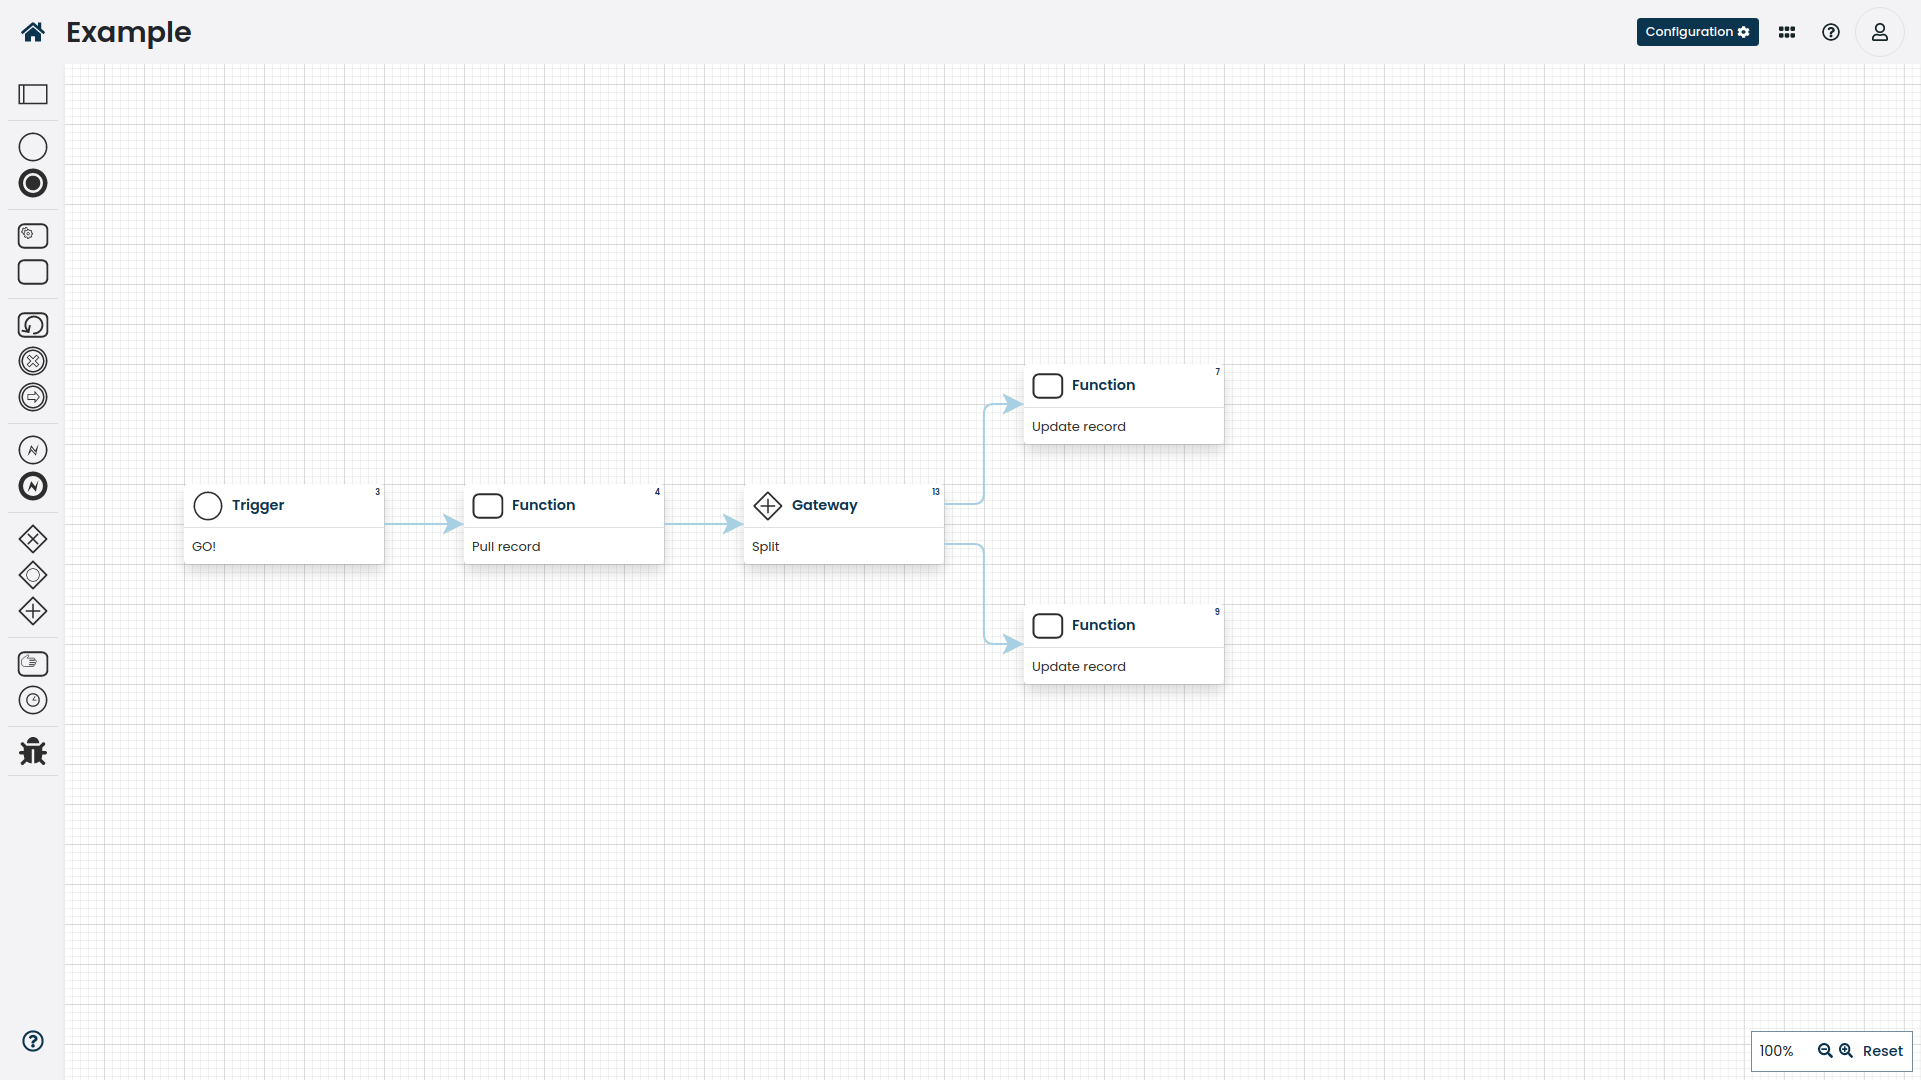 Example
Configuration
7
Function
Update record
3
Trigger
GO!
4
Function
Pull record
13
Gateway
Split
9
Function
Update record
100%
Reset